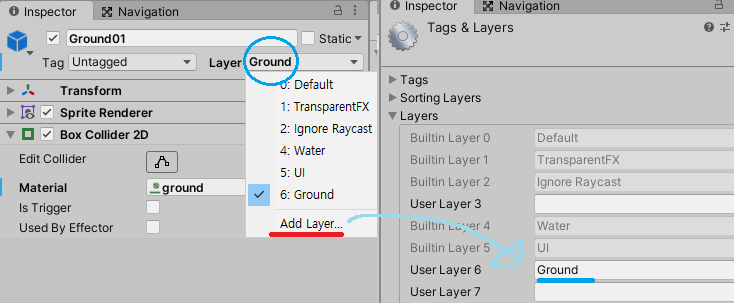 Inspector
Navigation
Ground01
Static
Tag Untagged
Layer Ground
0: Default
1: TransparentFX
2: Ignore Raycast
4: Water
5: UI
6: Ground
Add Layer...
Transform
Sprite Renderer
Box Collider 2D
Edit Collider
Material
ground
Is Trigger
Used By Effector
Inspector
Navigation
Tags & Layers
Tags
Sorting Layers
Layers
Builtin Layer 0 Default
Builtin Layer 1 TransparentFX
Builtin Layer 2 Ignore Raycast
User Layer 3
Builtin Layer 4 Water
Builtin Layer 5 UI
User Layer 6 Ground
User Layer 7